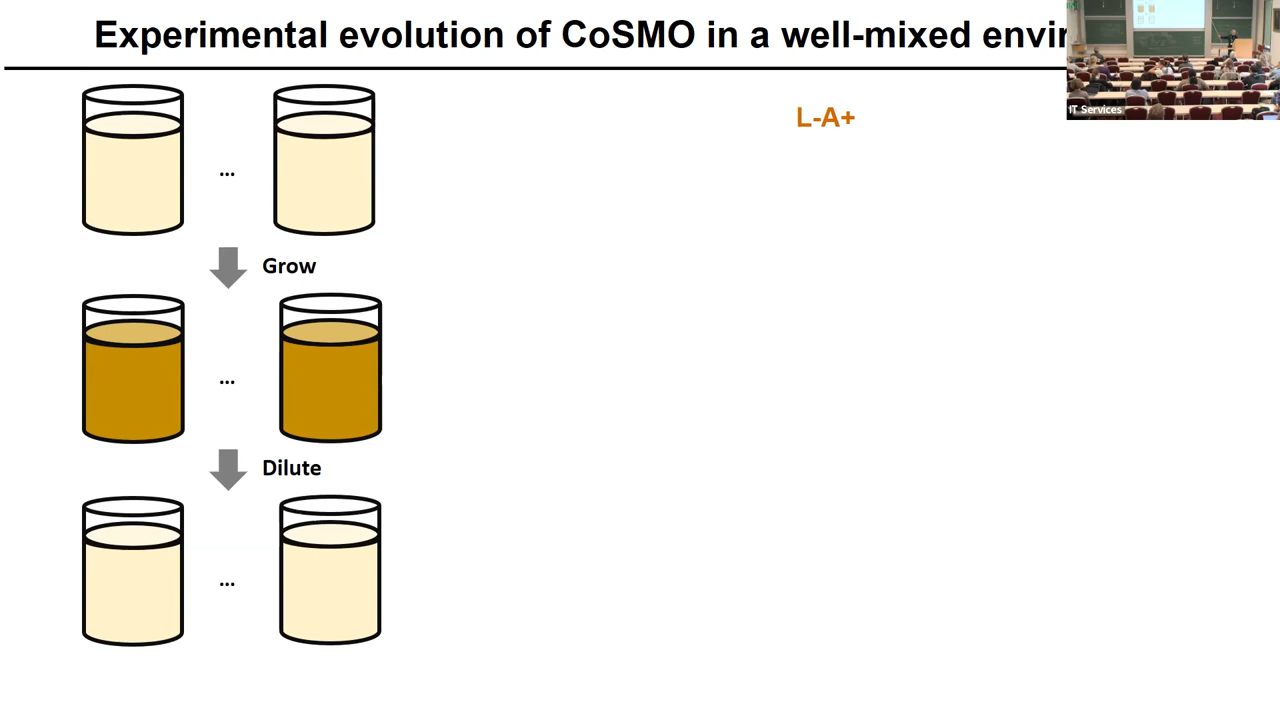 Experimental evolution of CoSMO in a well-mixed envir
L-A+
...
Grow
...
Dilute
...
IT Services